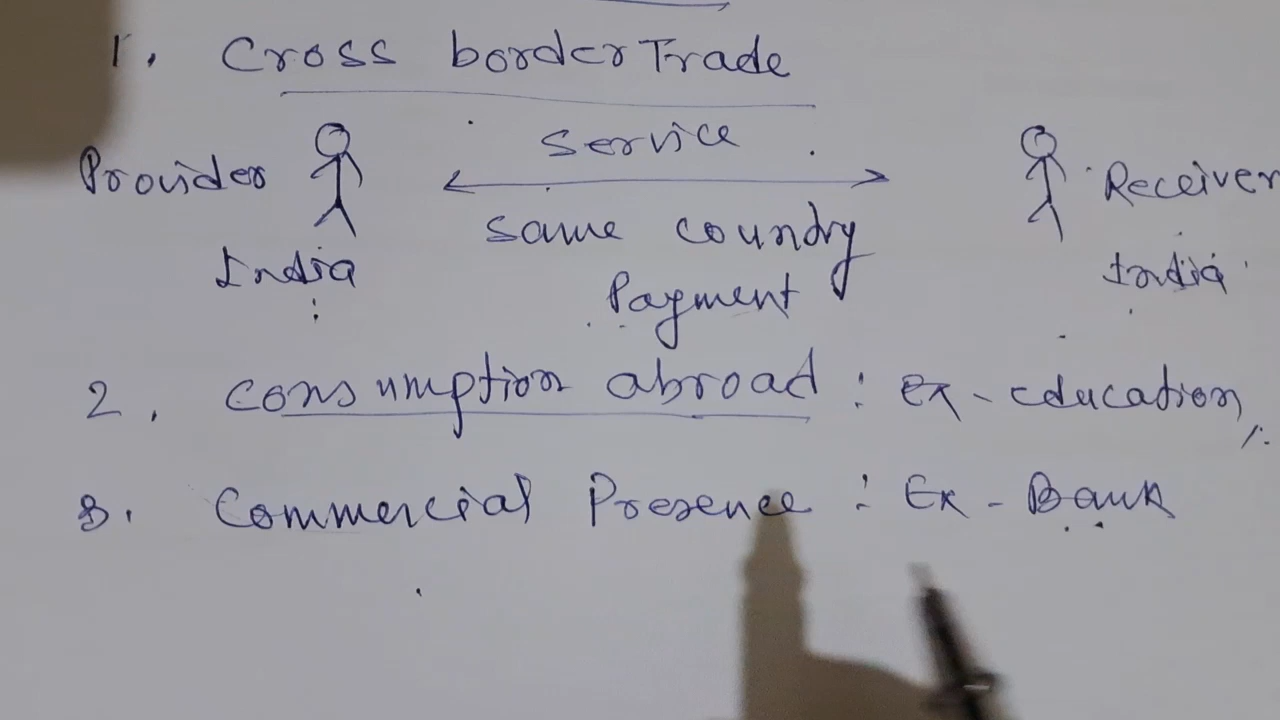 1. Cross border Trade
Service
Provider
Receiver
same country
India
India
Payment
2. Consumption abroad : Ex - Education
3. Commercial Presence : Ex - Bank